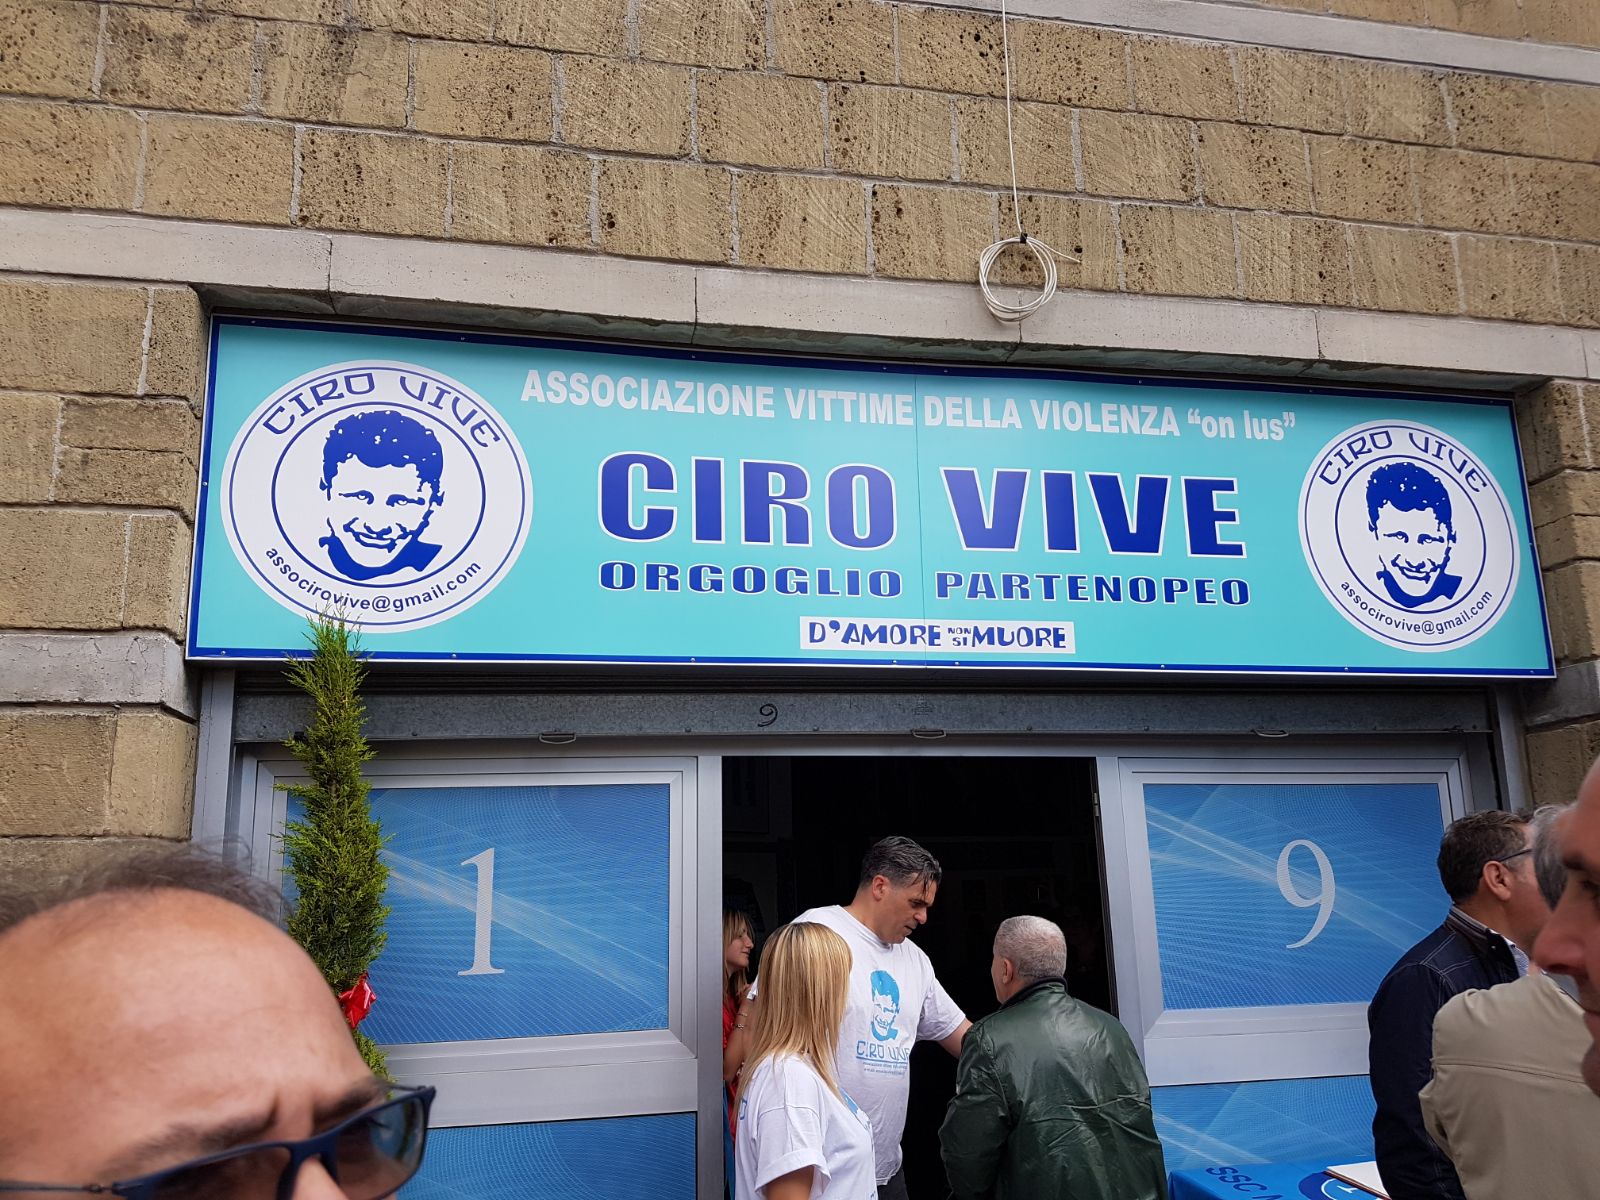 CIRO VIVE
associrovive@gmail.com
ASSOCIAZIONE VITTIME DELLA VIOLENZA “on lus”
CIRO VIVE
ORGOGLIO PARTENOPEO
D'AMORE NON SI MUORE
CIRO VIVE
associrovive@gmail.com
9
1
9
CIRO VIVE
SSC N